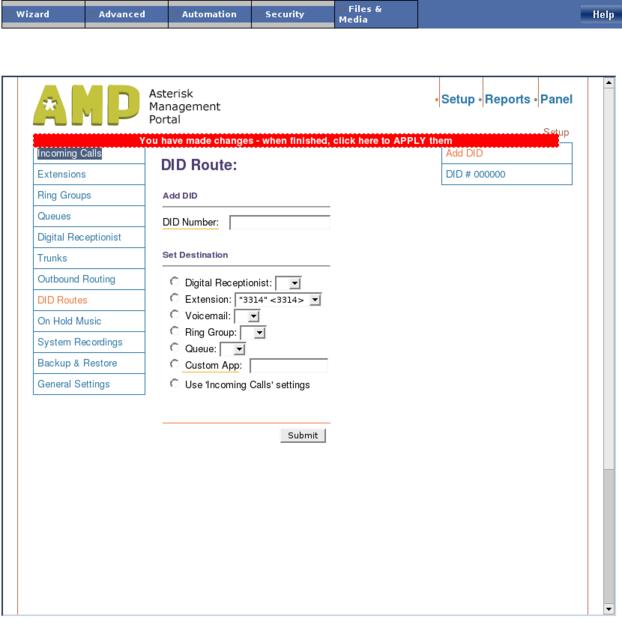 Wizard
Advanced
Automation
Security
Files &
Media
Help
AMP
Asterisk
Management
Portal
• Setup • Reports • Panel
Setup
You have made changes - when finished, click here to APPLY them
Incoming Calls
Extensions
Ring Groups
Queues
Digital Receptionist
Trunks
Outbound Routing
DID Routes
On Hold Music
System Recordings
Backup & Restore
General Settings
DID Route:
Add DID
DID Number:
Set Destination
Digital Receptionist:
Extension: "3314" <3314>
Voicemail:
Ring Group:
Queue:
Custom App:
Use 'Incoming Calls' settings
Submit
Add DID
DID # 000000